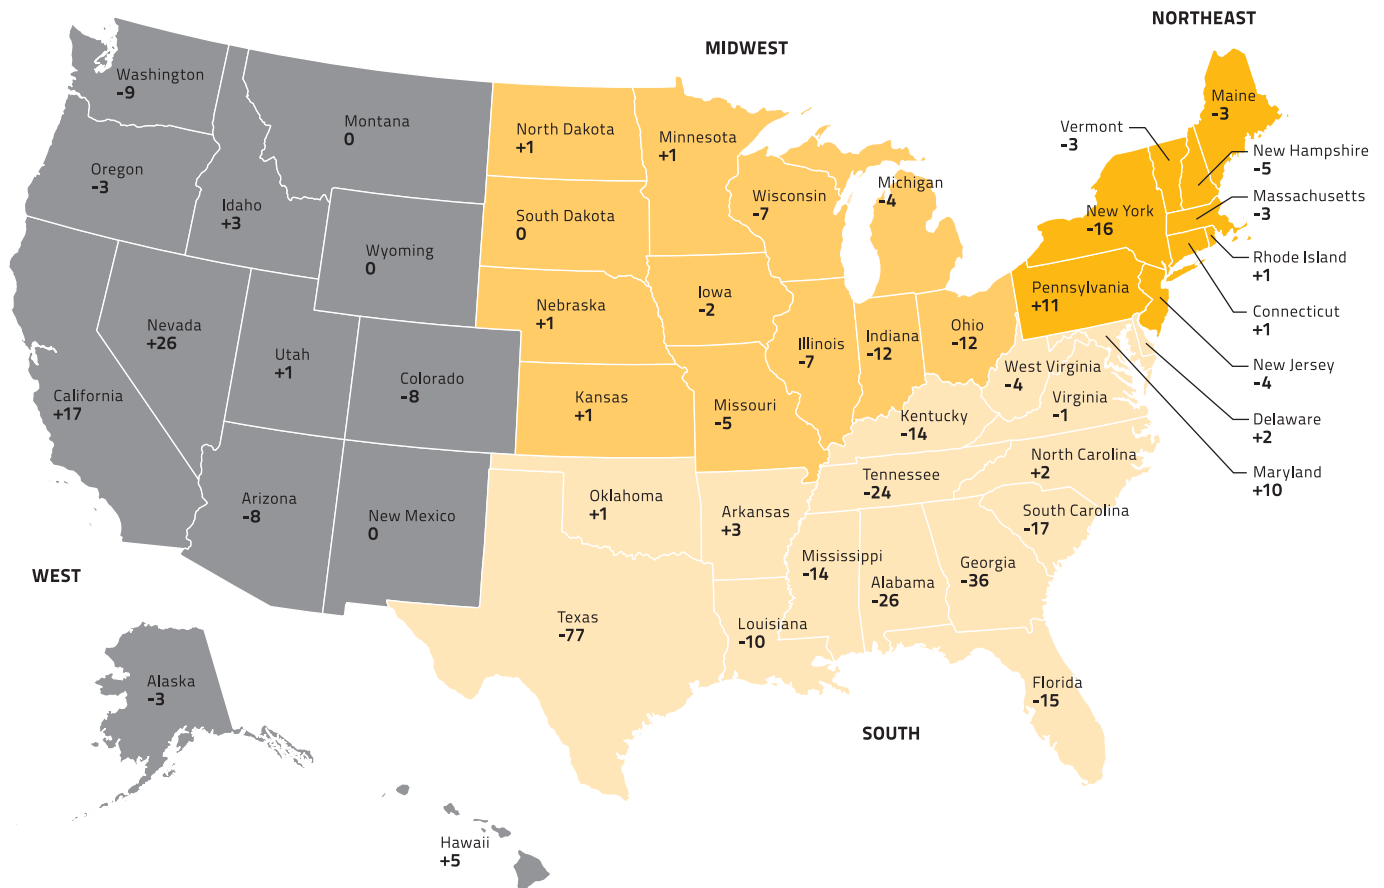 NORTHEAST
MIDWEST
Washington
-9
Montana
0
Oregon
-3
Idaho
+3
Wyoming
0
Nevada
+26
Utah
+1
Colorado
-8
California
+17
Arizona
-8
New Mexico
0
WEST
Alaska
-3
Hawaii
+5
North Dakota
+1
Minnesota
+1
South Dakota
0
Wisconsin
-7
Michigan
-4
Nebraska
+1
Iowa
-2
Illinois
-7
Indiana
-12
Ohio
-12
Kansas
+1
Missouri
-5
Maine
-3
Vermont
-3
New Hampshire
-5
Massachusetts
-3
New York
-16
Rhode Island
+1
Pennsylvania
+11
Connecticut
+1
New Jersey
-4
Delaware
+2
Maryland
+10
West Virginia
-4
Virginia
-1
Kentucky
-14
North Carolina
+2
Tennessee
-24
South Carolina
-17
Oklahoma
+1
Arkansas
+3
Mississippi
-14
Alabama
-26
Georgia
-36
Texas
-77
Louisiana
-10
Florida
-15
SOUTH